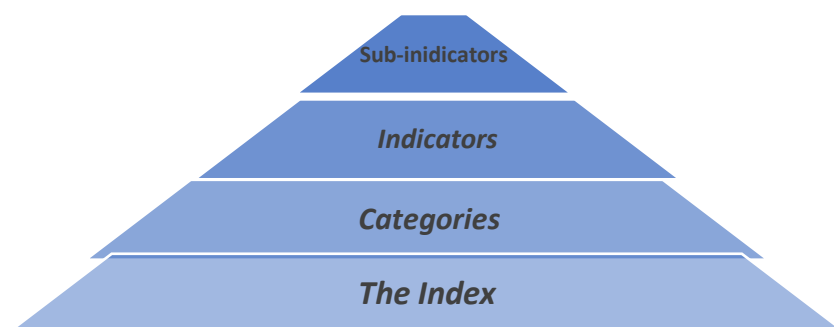 Sub-inidicators
Indicators
Categories
The Index